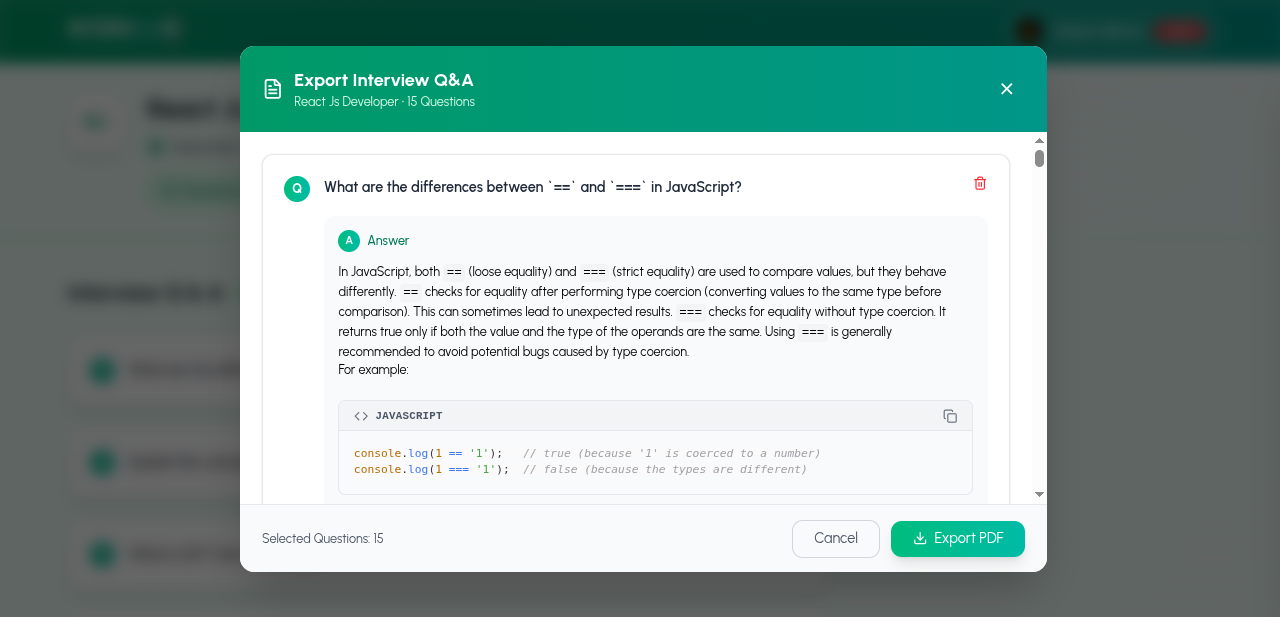 Export Interview Q&A
React Js Developer · 15 Questions
Q
What are the differences between `==` and `===` in JavaScript?
A Answer
In JavaScript, both == (loose equality) and === (strict equality) are used to compare values, but they behave
differently. == checks for equality after performing type coercion (converting values to the same type before
comparison). This can sometimes lead to unexpected results. === checks for equality without type coercion. It
returns true only if both the value and the type of the operands are the same. Using === is generally
recommended to avoid potential bugs caused by type coercion.
For example:
<> JAVASCRIPT
console.log(1 == '1');   // true (because '1' is coerced to a number)
console.log(1 === '1');  // false (because the types are different)
Selected Questions: 15
Cancel
Export PDF